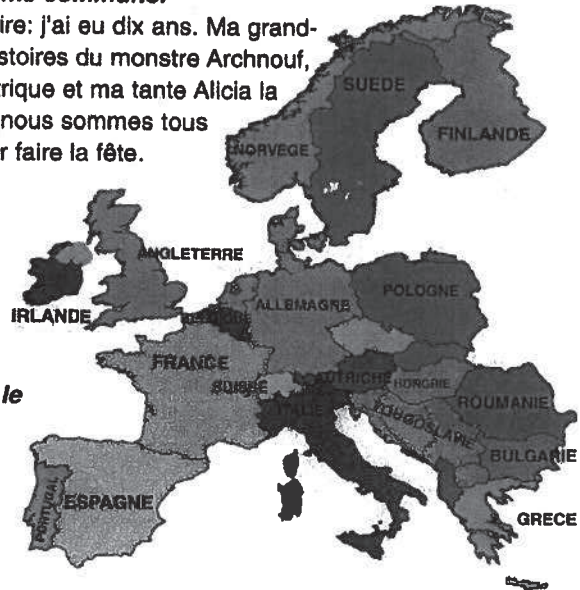 ire: j'ai eu dix ans. Ma grand-
stoires du monstre Archnouf,
trique et ma tante Alicia la
nous sommes tous
r faire la fête.
SUEDE
FINLANDE
NORVEGE
ANGLETERRE
IRLANDE
POLOGNE
ALLEMAGNE
BELGIQUE
FRANCE
SUISSE
AUTRICHE
HONGRIE
ROUMANIE
ITALIE
YOUGOSLAVIE
BULGARIE
le
PORTUGAL
ESPAGNE
GRECE